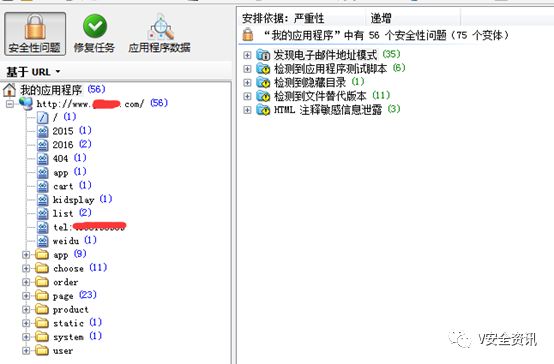 安全性问题 修复任务 应用程序数据
基于 URL
我的应用程序 (56)
http://www. .com/ (56)
/ (1)
2015 (1)
2016 (2)
404 (1)
app (1)
cart (1)
kidsplay (1)
list (2)
tel:
weidu (1)
app (9)
choose (11)
order
page (23)
product
static (1)
system (1)
user
安排依据: 严重性 递增
“我的应用程序”中有 56 个安全性问题 (75 个变体)
发现电子邮件地址模式 (35)
检测到应用程序测试脚本 (6)
检测到隐藏目录 (1)
检测到文件替代版本 (11)
HTML 注释敏感信息泄露 (3)
V安全资讯